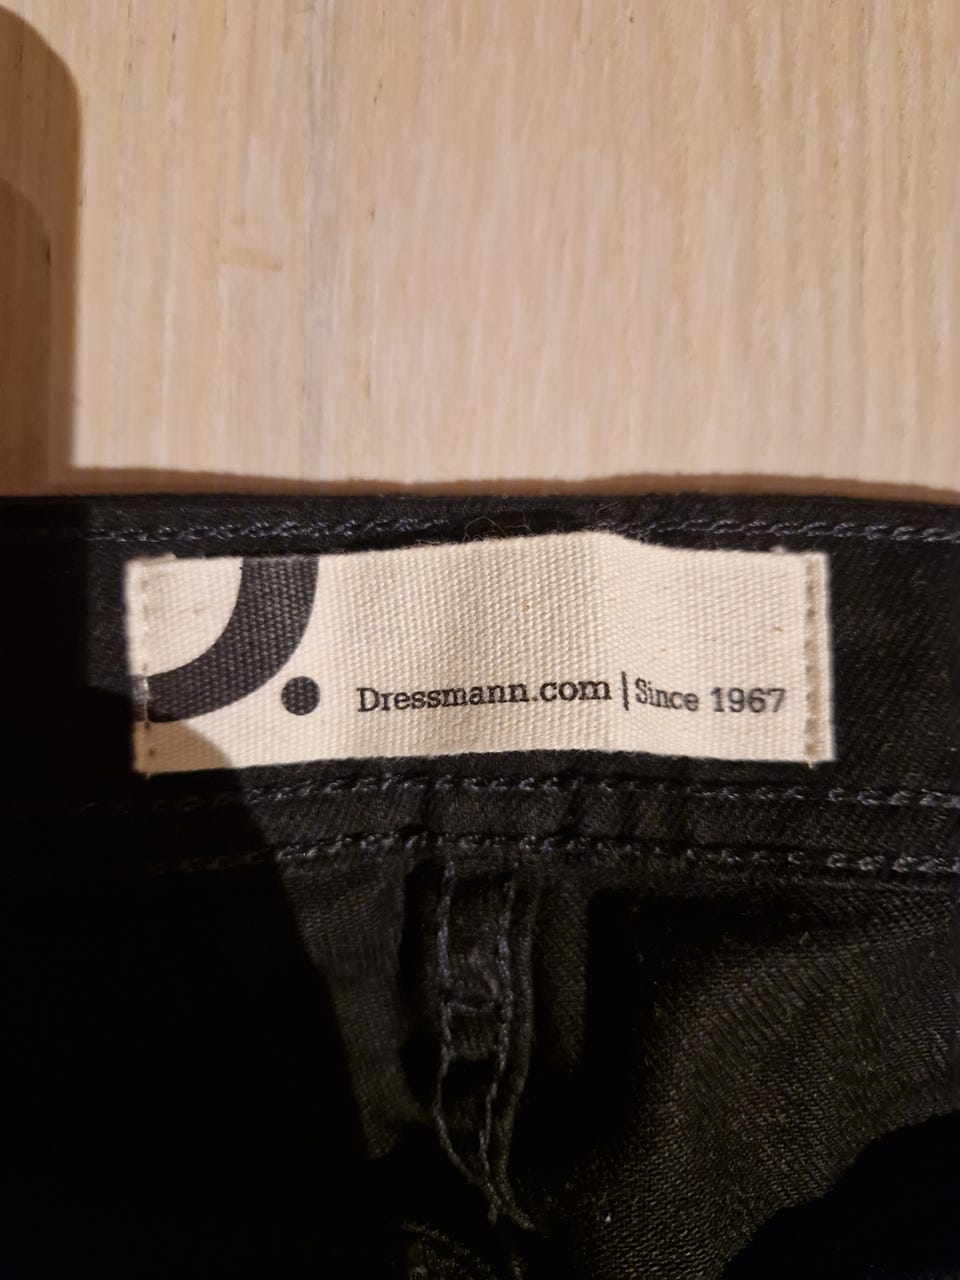 D.
Dressmann.com | Since 1967